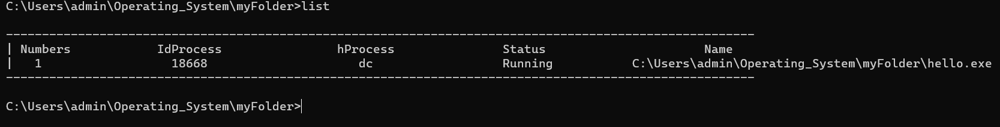 C:\Users\admin\Operating_System\myFolder>list
--------------------------------------------------------------------------------------------------------
| Numbers            IdProcess                hProcess               Status                      Name
|   1                  18668                     dc                  Running           C:\Users\admin\Operating_System\myFolder\hello.exe
--------------------------------------------------------------------------------------------------------
C:\Users\admin\Operating_System\myFolder>